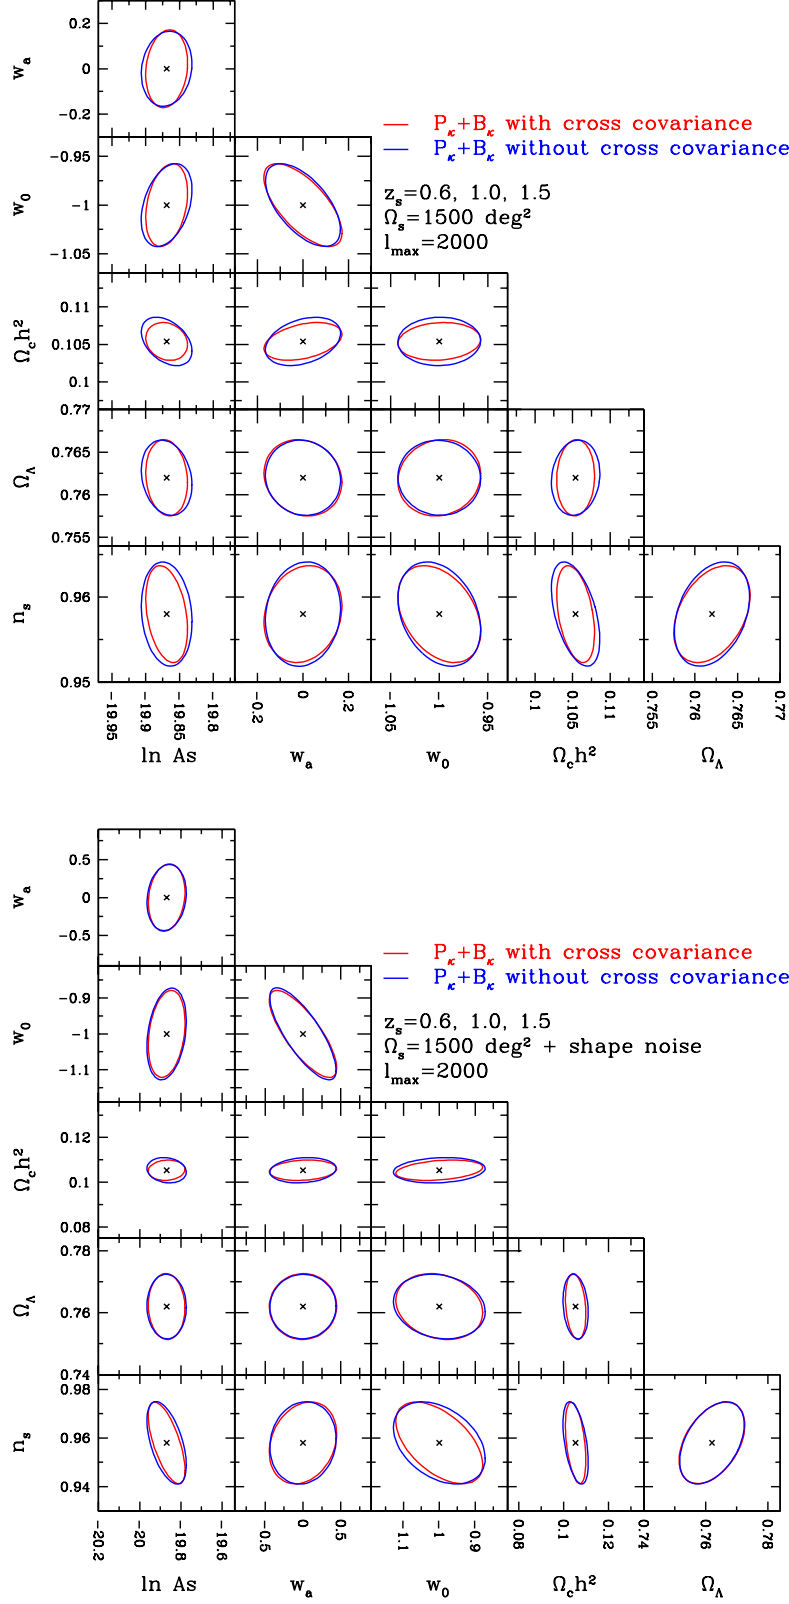 0.2
w_a
0
-0.2
P_κ+B_κ with cross covariance
-0.95
P_κ+B_κ without cross covariance
w_0
-1
z_s=0.6, 1.0, 1.5
Ω_s=1500 deg²
-1.05
l_max=2000
0.11
Ω_c h²
0.105
0.1
0.77
0.765
Ω_Λ
0.76
0.755
n_s
0.96
0.95
19.95 19.9 19.85 19.8 -0.2 0 0.2 -1.05 -1 -0.95 0.1 0.105 0.11 0.755 0.76 0.765 0.77
ln As w_a w_0 Ω_c h² Ω_Λ
0.5
w_a
0
-0.5
P_κ+B_κ with cross covariance
P_κ+B_κ without cross covariance
-0.9
z_s=0.6, 1.0, 1.5
w_0
-1
Ω_s=1500 deg² + shape noise
-1.1
l_max=2000
0.12
Ω_c h²
0.1
0.08
0.78
Ω_Λ
0.76
0.74
0.98
n_s
0.96
0.94
20.2 20 19.8 19.6 -0.5 0 0.5 -1.1 -1 -0.9 0.08 0.1 0.12 0.74 0.76 0.78
ln As w_a w_0 Ω_c h² Ω_Λ